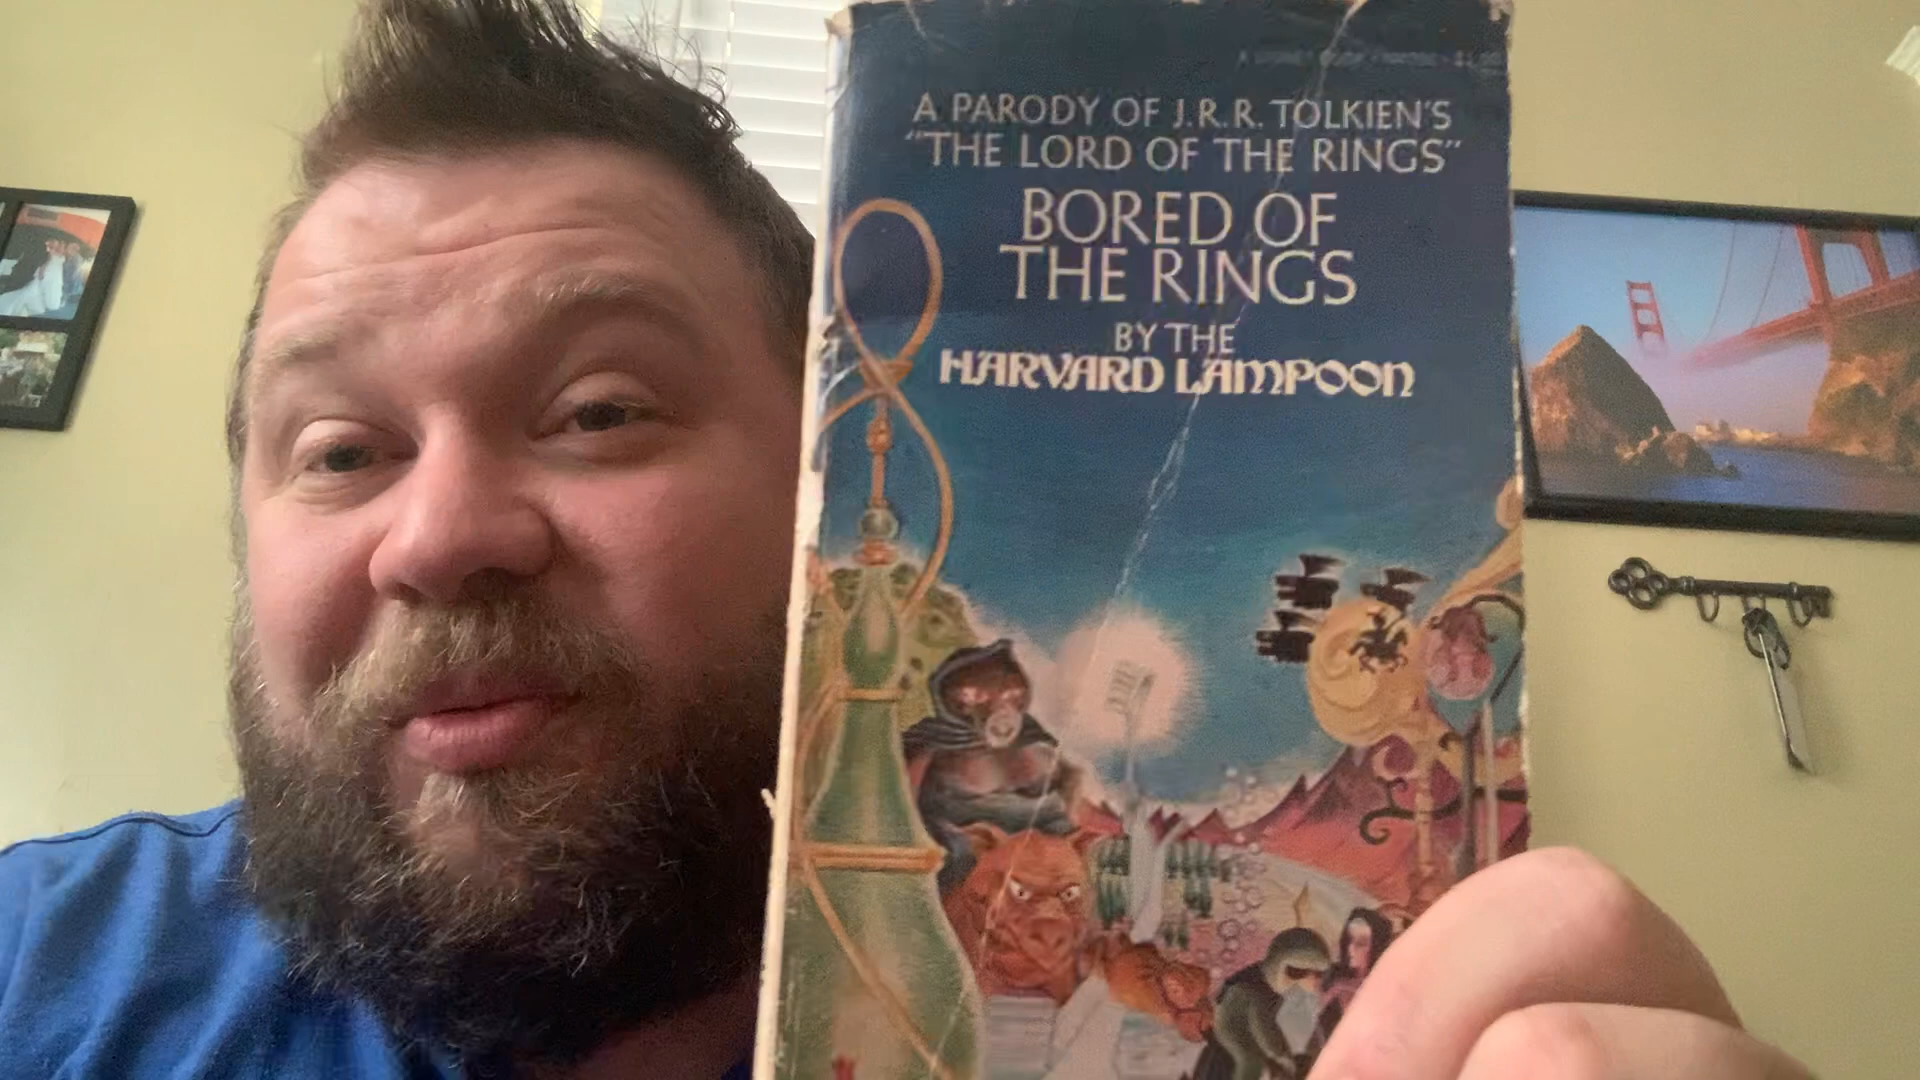 A PARODY OF J.R.R. TOLKIEN'S
"THE LORD OF THE RINGS"
BORED OF
THE RINGS
BY THE
HARVARD LAMPOON